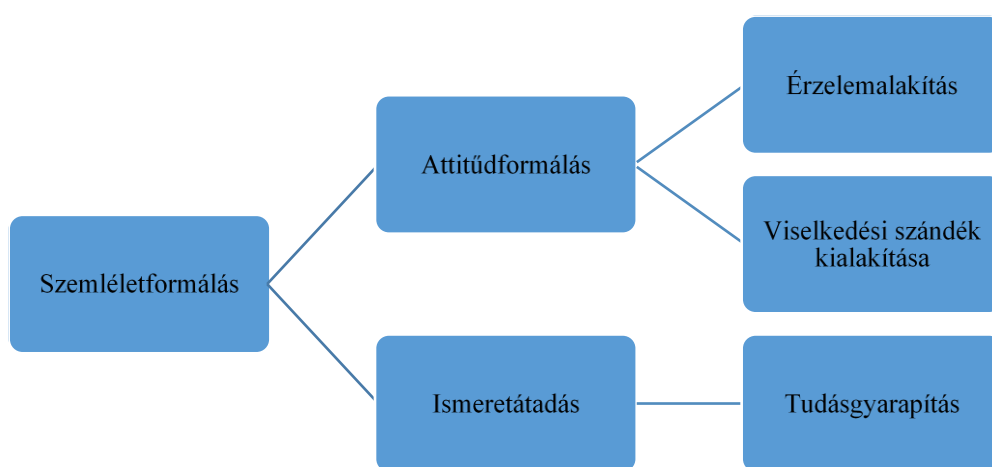 Szemléletformálás
Attitűdformálás
Érzelemalakítás
Viselkedési szándék
kialakítása
Ismeretátadás
Tudásgyarapítás